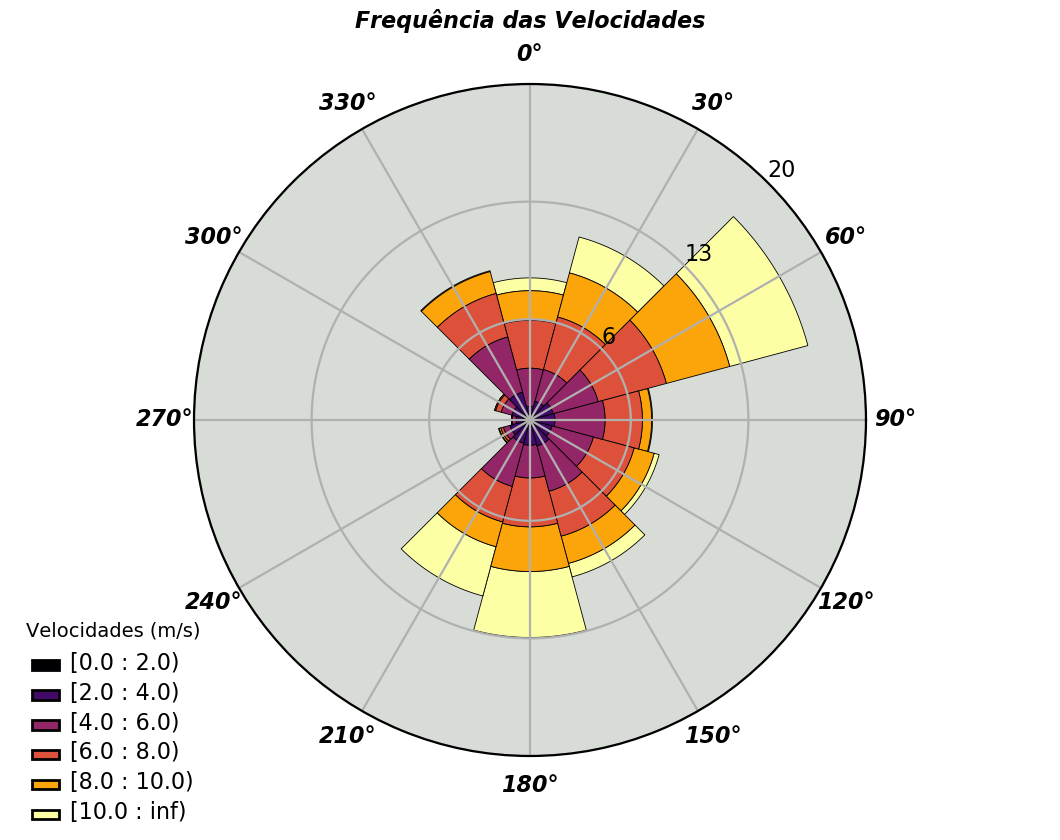 Frequência das Velocidades
0°
330°
30°
20
300°
60°
13
6
270°
90°
240°
120°
210°
150°
180°
Velocidades (m/s)
[0.0 : 2.0)
[2.0 : 4.0)
[4.0 : 6.0)
[6.0 : 8.0)
[8.0 : 10.0)
[10.0 : inf)